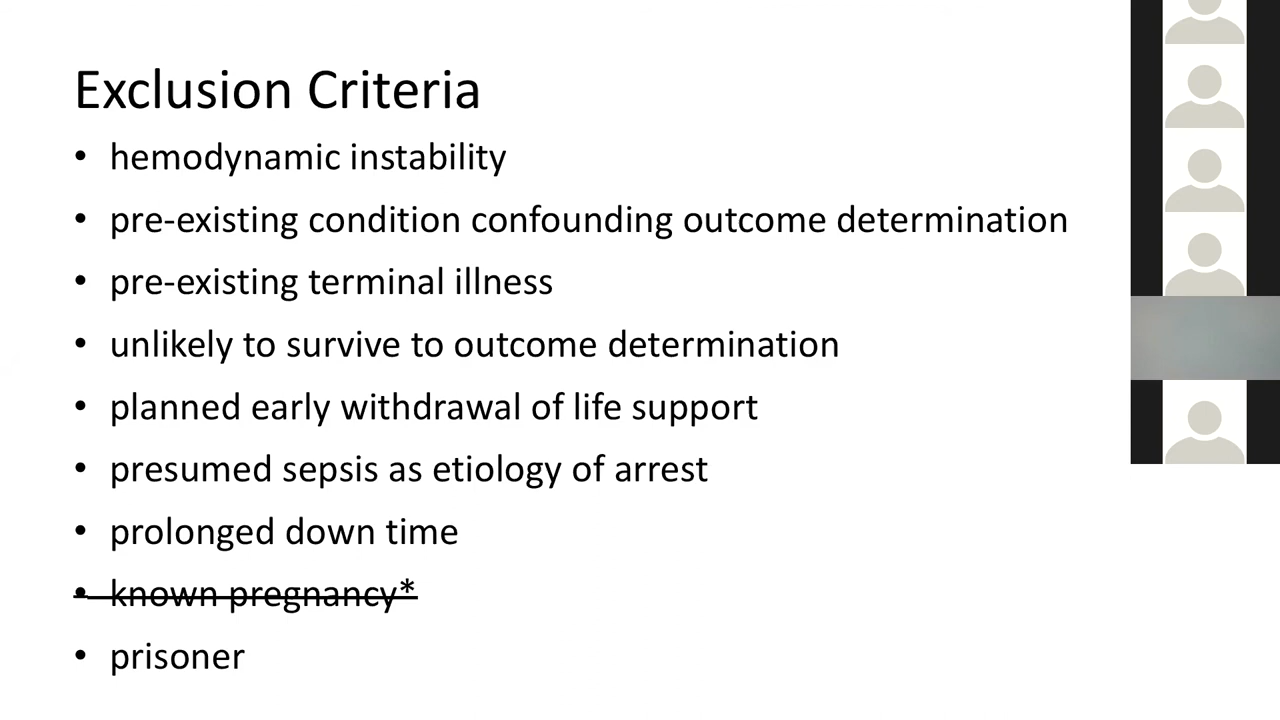 Exclusion Criteria
• hemodynamic instability
• pre-existing condition confounding outcome determination
• pre-existing terminal illness
• unlikely to survive to outcome determination
• planned early withdrawal of life support
• presumed sepsis as etiology of arrest
• prolonged down time
• known pregnancy*
• prisoner